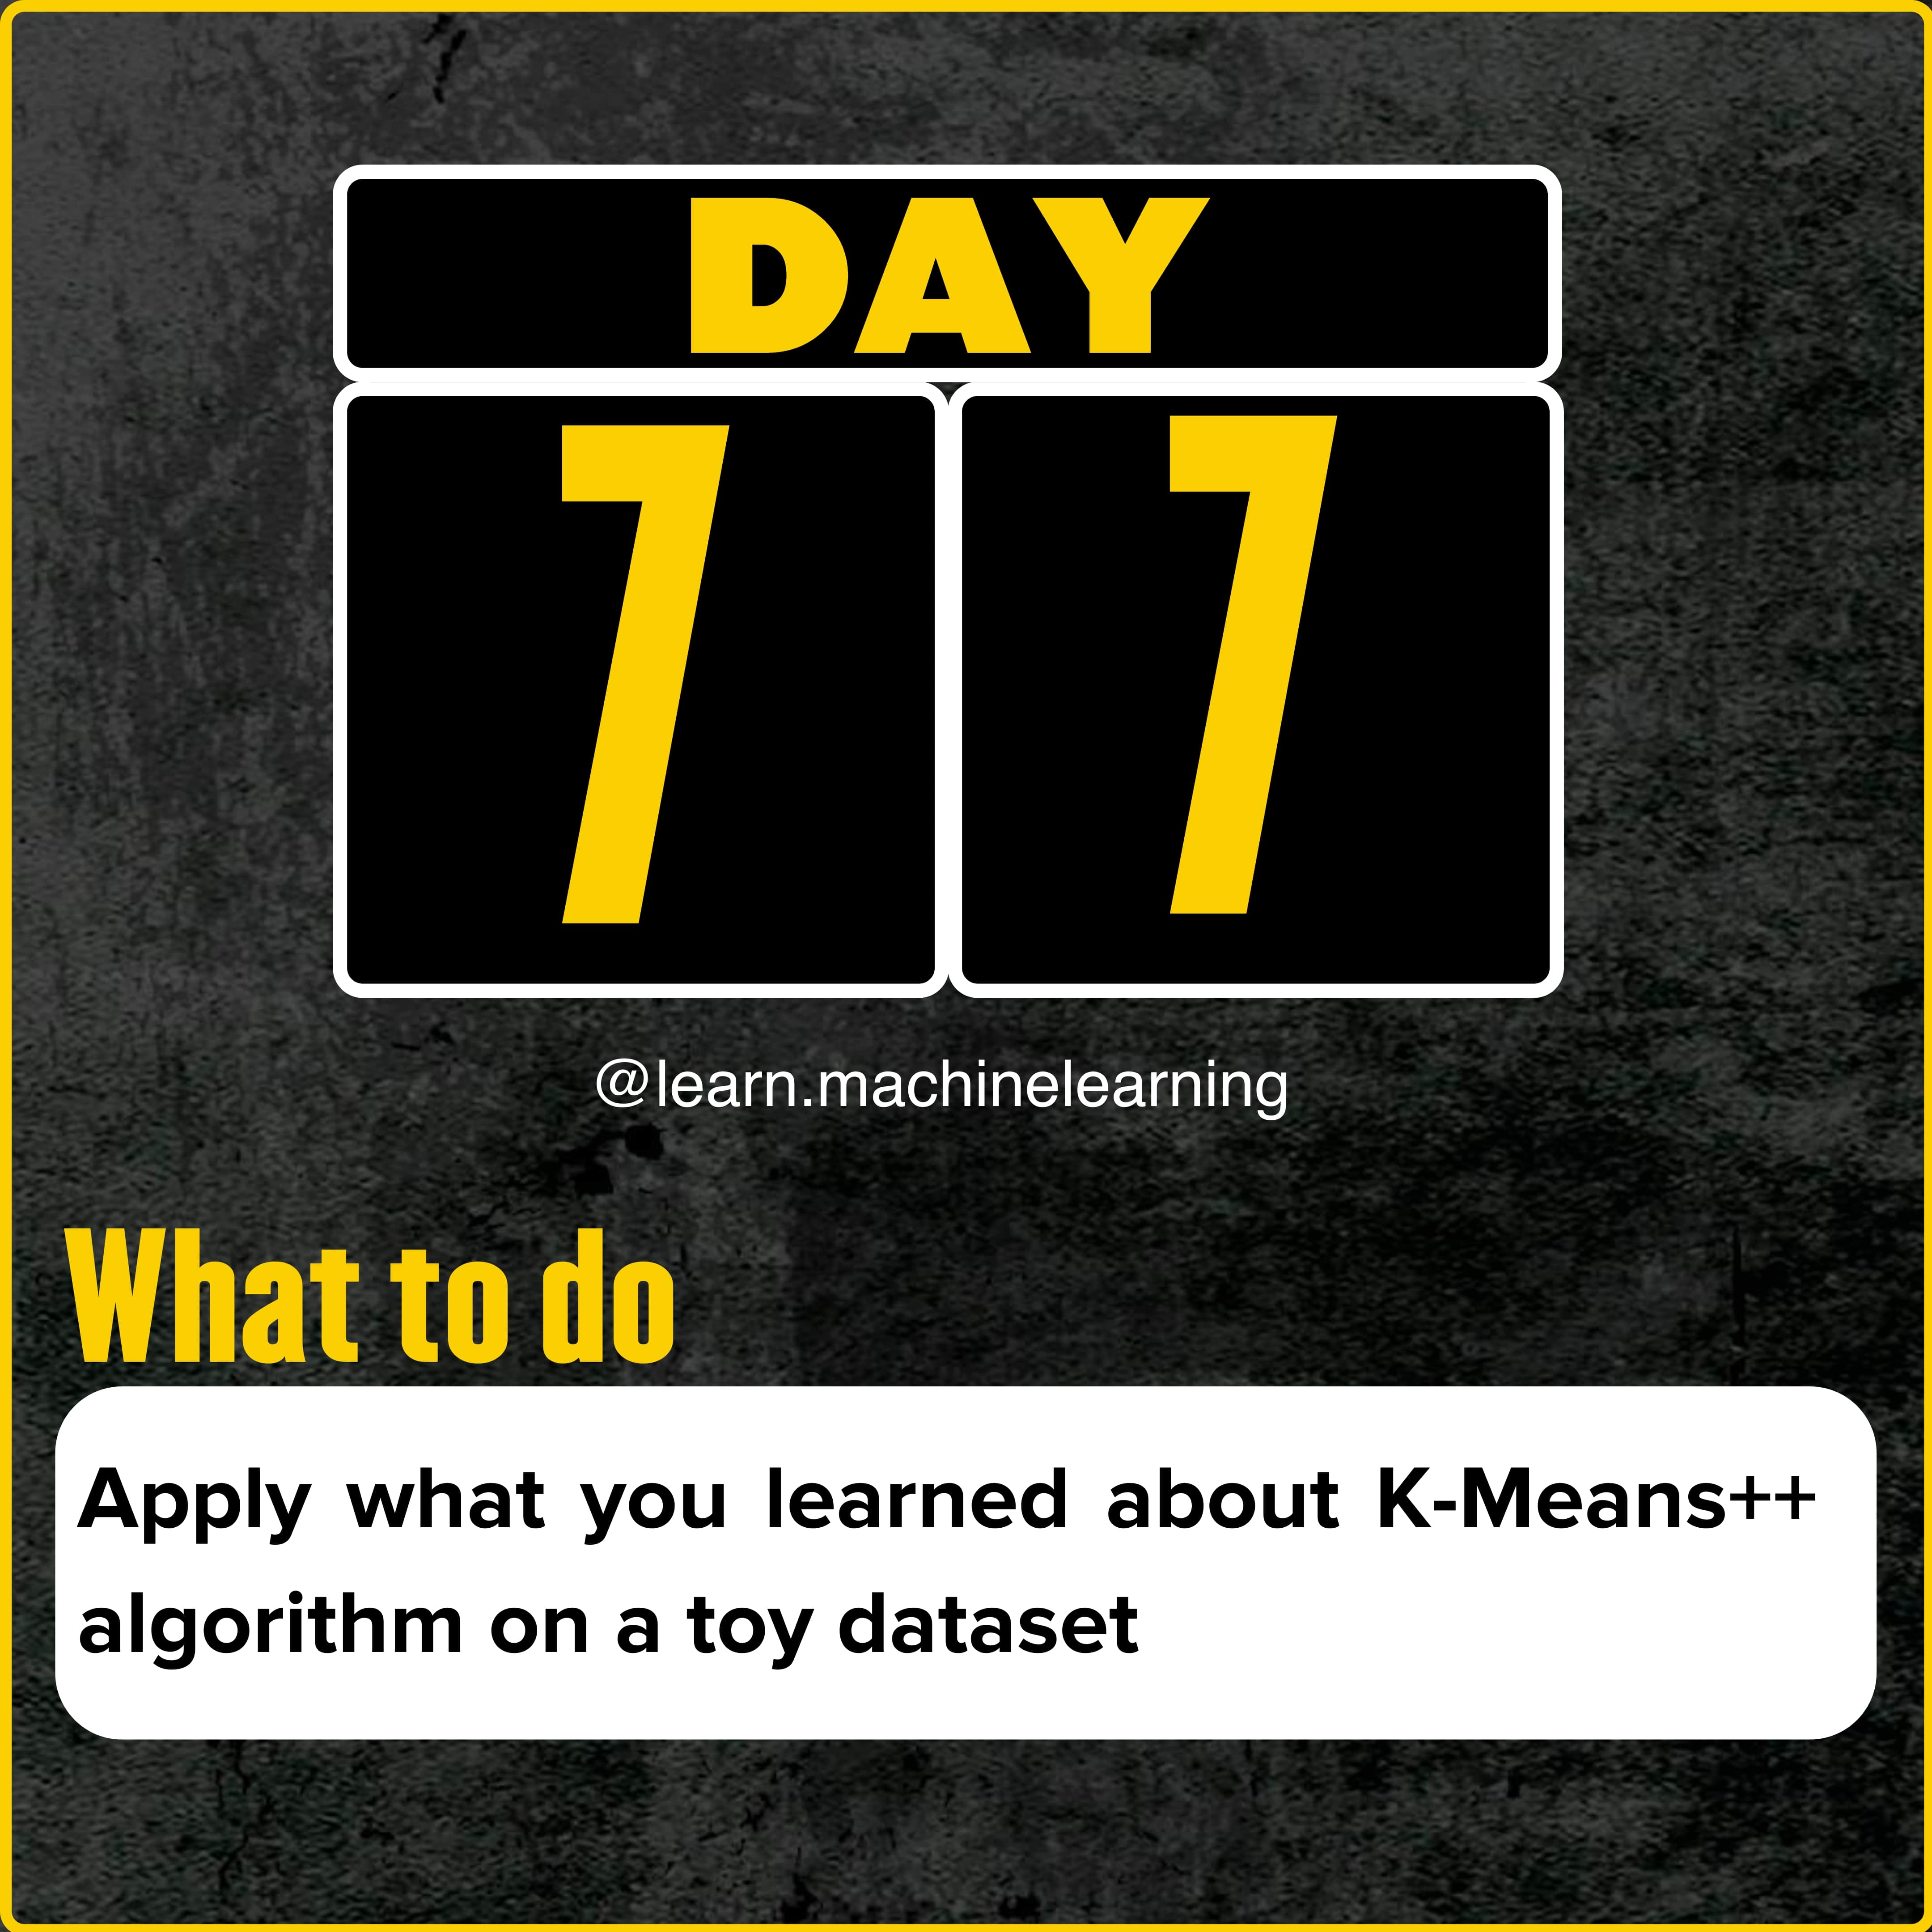 DAY
7 7
@learn.machinelearning
What to do
Apply what you learned about K-Means++
algorithm on a toy dataset